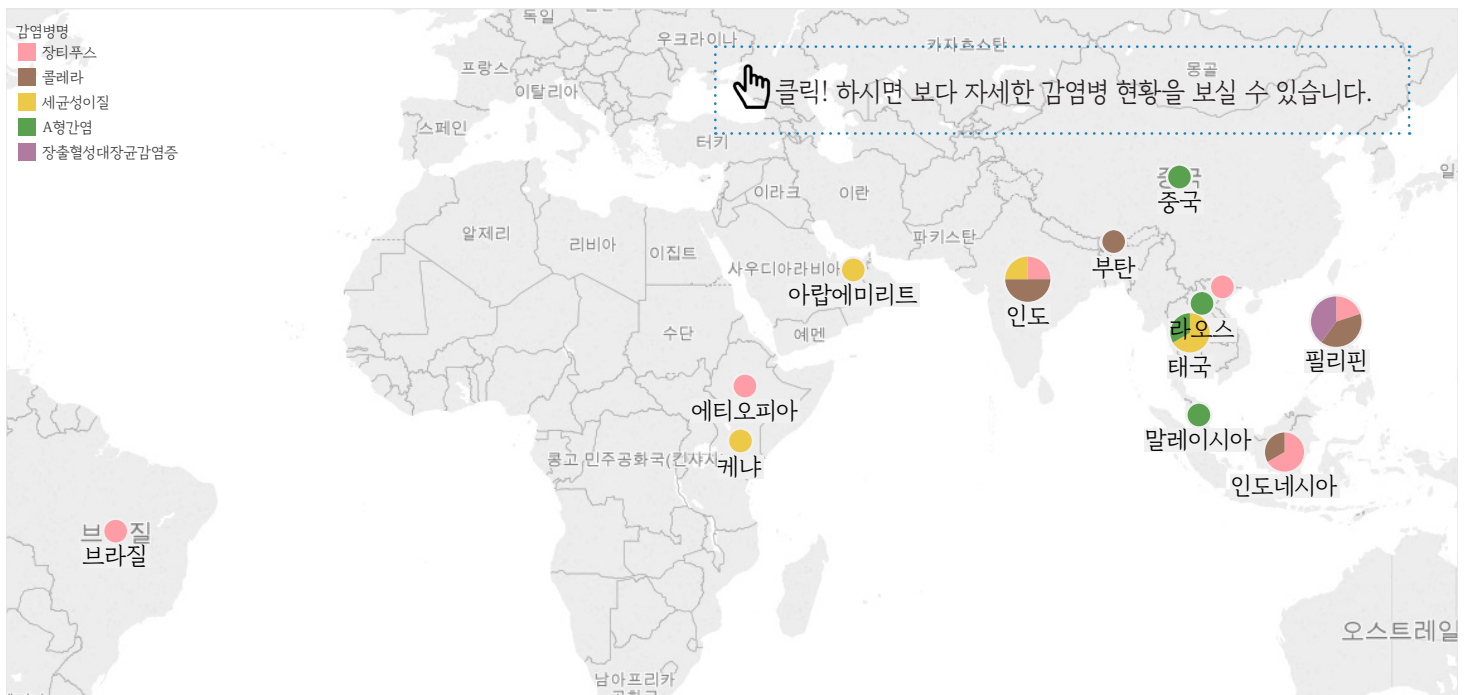 감염병명
장티푸스
콜레라
세균성이질
A형간염
장출혈성대장균감염증
클릭! 하시면 보다 자세한 감염병 현황을 보실 수 있습니다.
독일
우크라이나
카자흐스탄
몽골
프랑스
이탈리아
스페인
터키
중국
중국
이라크
이란
파키스탄
알제리
리비아
이집트
사우디아라비아
아랍에미리트
부탄
인도
수단
예멘
라오스
태국
필리핀
에티오피아
말레이시아
콩고 민주공화국(킨샤사
케냐
인도네시아
브 질
브라질
오스트레일
남아프리카
공화국